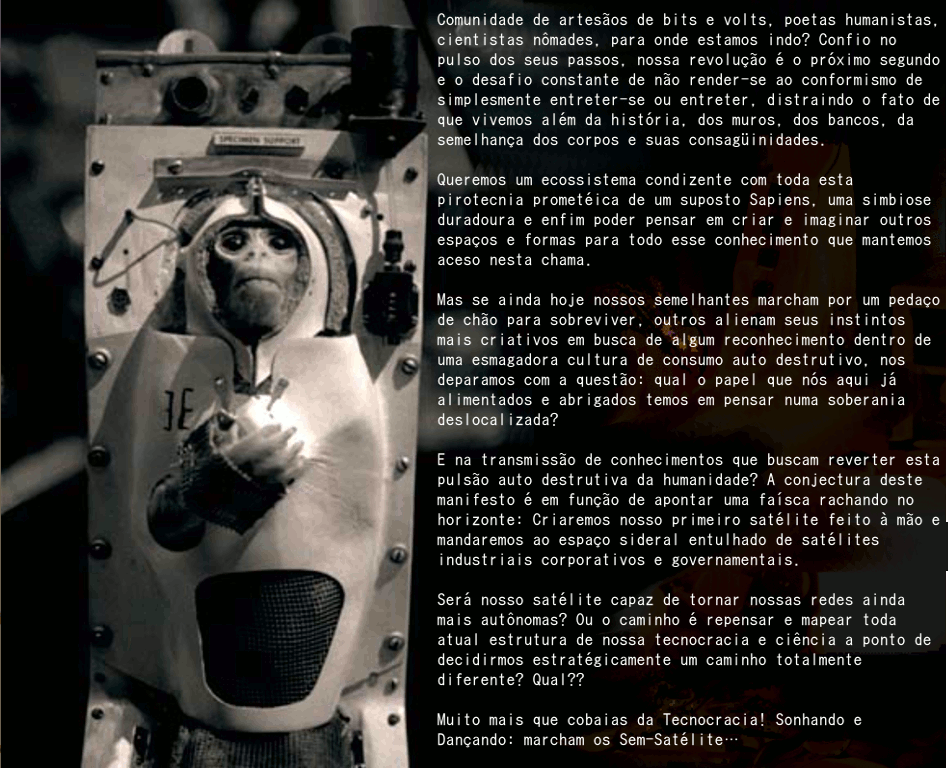 SPECIMEN SUPPORT
Comunidade de artesãos de bits e volts, poetas humanistas,
cientistas nômades, para onde estamos indo? Confio no
pulso dos seus passos, nossa revolução é o próximo segundo
e o desafio constante de não render-se ao conformismo de
simplesmente entreter-se ou entreter, distraindo o fato de
que vivemos além da história, dos muros, dos bancos, da
semelhança dos corpos e suas consagüinidades.
Queremos um ecossistema condizente com toda esta
pirotecnia prometéica de um suposto Sapiens, uma simbiose
duradoura e enfim poder pensar em criar e imaginar outros
espaços e formas para todo esse conhecimento que mantemos
aceso nesta chama.
Mas se ainda hoje nossos semelhantes marcham por um pedaço
de chão para sobreviver, outros alienam seus instintos
mais criativos em busca de algum reconhecimento dentro de
uma esmagadora cultura de consumo auto destrutivo, nos
deparamos com a questão: qual o papel que nós aqui já
alimentados e abrigados temos em pensar numa soberania
deslocalizada?
E na transmissão de conhecimentos que buscam reverter esta
pulsão auto destrutiva da humanidade? A conjectura deste
manifesto é em função de apontar uma faísca rachando no
horizonte: Criaremos nosso primeiro satélite feito à mão e
mandaremos ao espaço sideral entulhado de satélites
industriais corporativos e governamentais.
Será nosso satélite capaz de tornar nossas redes ainda
mais autônomas? Ou o caminho é repensar e mapear toda
atual estrutura de nossa tecnocracia e ciência a ponto de
decidirmos estratégicamente um caminho totalmente
diferente? Qual??
Muito mais que cobaias da Tecnocracia! Sonhando e
Dançando: marcham os Sem-Satélite…